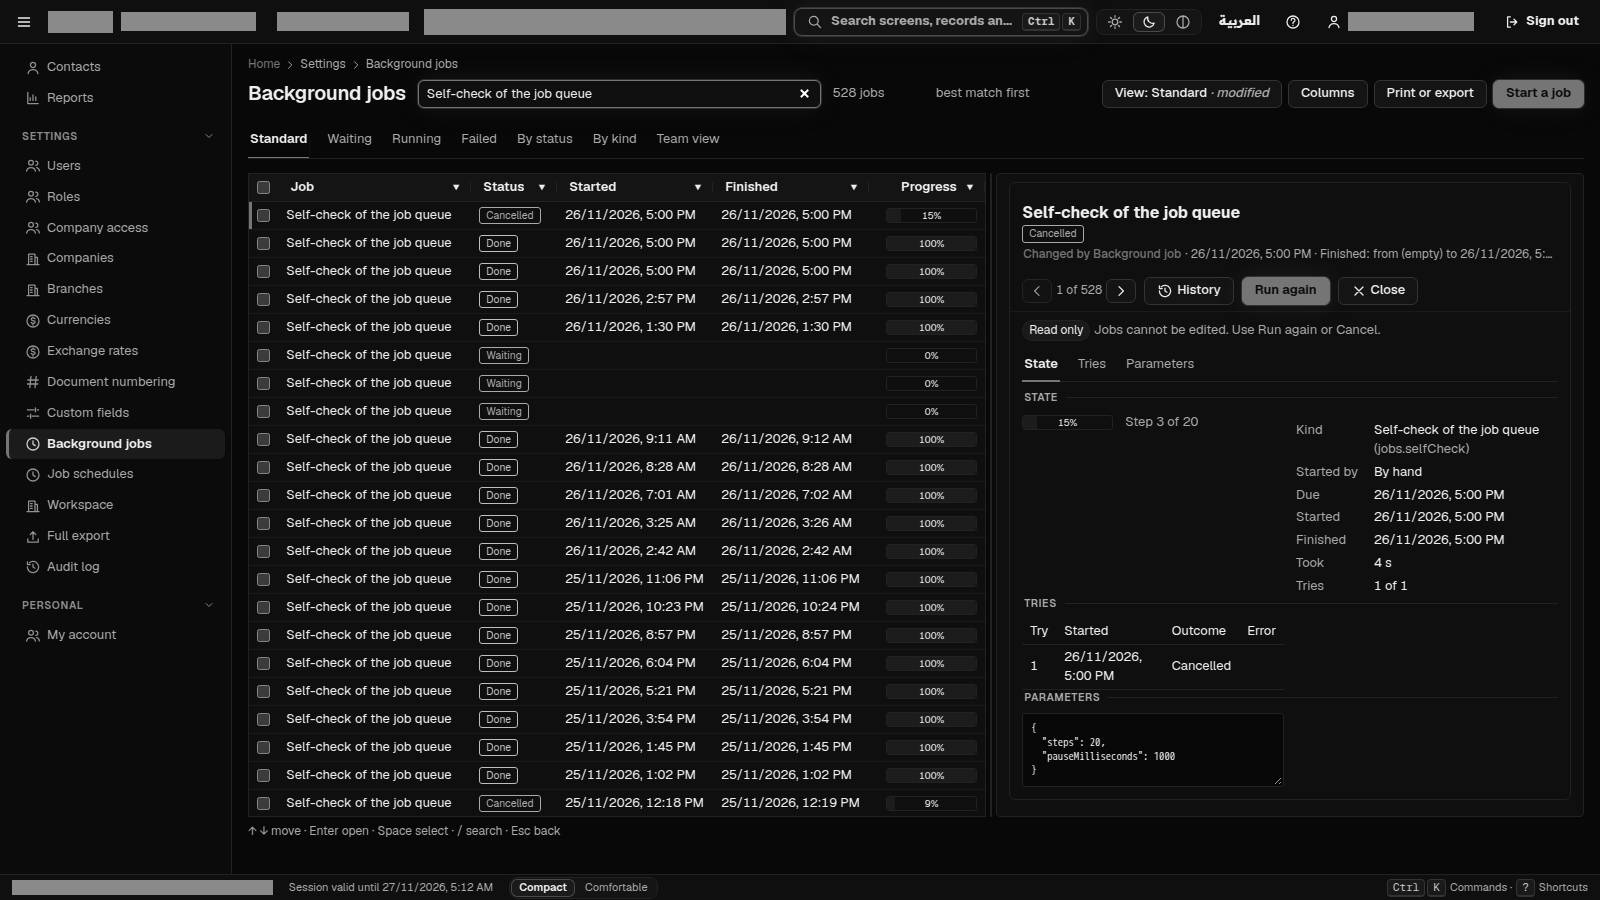 Search screens, records an... Ctrl K
العربية
Sign out
Contacts
Reports
SETTINGS
Users
Roles
Company access
Companies
Branches
Currencies
Exchange rates
Document numbering
Custom fields
Background jobs
Job schedules
Workspace
Full export
Audit log
PERSONAL
My account
Home > Settings > Background jobs
Background jobs
Self-check of the job queue
528 jobs
best match first
View: Standard · modified
Columns
Print or export
Start a job
Standard Waiting Running Failed By status By kind Team view
Job Status Started Finished Progress
Self-check of the job queue Cancelled 26/11/2026, 5:00 PM 26/11/2026, 5:00 PM 15%
Self-check of the job queue Done 26/11/2026, 5:00 PM 26/11/2026, 5:00 PM 100%
Self-check of the job queue Done 26/11/2026, 5:00 PM 26/11/2026, 5:00 PM 100%
Self-check of the job queue Done 26/11/2026, 2:57 PM 26/11/2026, 2:57 PM 100%
Self-check of the job queue Done 26/11/2026, 1:30 PM 26/11/2026, 1:30 PM 100%
Self-check of the job queue Waiting 0%
Self-check of the job queue Waiting 0%
Self-check of the job queue Waiting 0%
Self-check of the job queue Done 26/11/2026, 9:11 AM 26/11/2026, 9:12 AM 100%
Self-check of the job queue Done 26/11/2026, 8:28 AM 26/11/2026, 8:28 AM 100%
Self-check of the job queue Done 26/11/2026, 7:01 AM 26/11/2026, 7:02 AM 100%
Self-check of the job queue Done 26/11/2026, 3:25 AM 26/11/2026, 3:26 AM 100%
Self-check of the job queue Done 26/11/2026, 2:42 AM 26/11/2026, 2:42 AM 100%
Self-check of the job queue Done 25/11/2026, 11:06 PM 25/11/2026, 11:06 PM 100%
Self-check of the job queue Done 25/11/2026, 10:23 PM 25/11/2026, 10:24 PM 100%
Self-check of the job queue Done 25/11/2026, 8:57 PM 25/11/2026, 8:57 PM 100%
Self-check of the job queue Done 25/11/2026, 6:04 PM 25/11/2026, 6:04 PM 100%
Self-check of the job queue Done 25/11/2026, 5:21 PM 25/11/2026, 5:21 PM 100%
Self-check of the job queue Done 25/11/2026, 3:54 PM 25/11/2026, 3:54 PM 100%
Self-check of the job queue Done 25/11/2026, 1:45 PM 25/11/2026, 1:45 PM 100%
Self-check of the job queue Done 25/11/2026, 1:02 PM 25/11/2026, 1:02 PM 100%
Self-check of the job queue Cancelled 25/11/2026, 12:18 PM 25/11/2026, 12:19 PM 9%
↑↓ move · Enter open · Space select · / search · Esc back
Self-check of the job queue
Cancelled
Changed by Background job · 26/11/2026, 5:00 PM · Finished: from (empty) to 26/11/2026, 5:...
1 of 528
History
Run again
Close
Read only Jobs cannot be edited. Use Run again or Cancel.
State Tries Parameters
STATE
15% Step 3 of 20
Kind Self-check of the job queue
(jobs.selfCheck)
Started by By hand
Due 26/11/2026, 5:00 PM
Started 26/11/2026, 5:00 PM
Finished 26/11/2026, 5:00 PM
Took 4 s
Tries 1 of 1
TRIES
Try Started Outcome Error
1 26/11/2026, 5:00 PM Cancelled
PARAMETERS
{
"steps": 20,
"pauseMilliseconds": 1000
}
Session valid until 27/11/2026, 5:12 AM
Compact Comfortable
Ctrl K Commands · ? Shortcuts